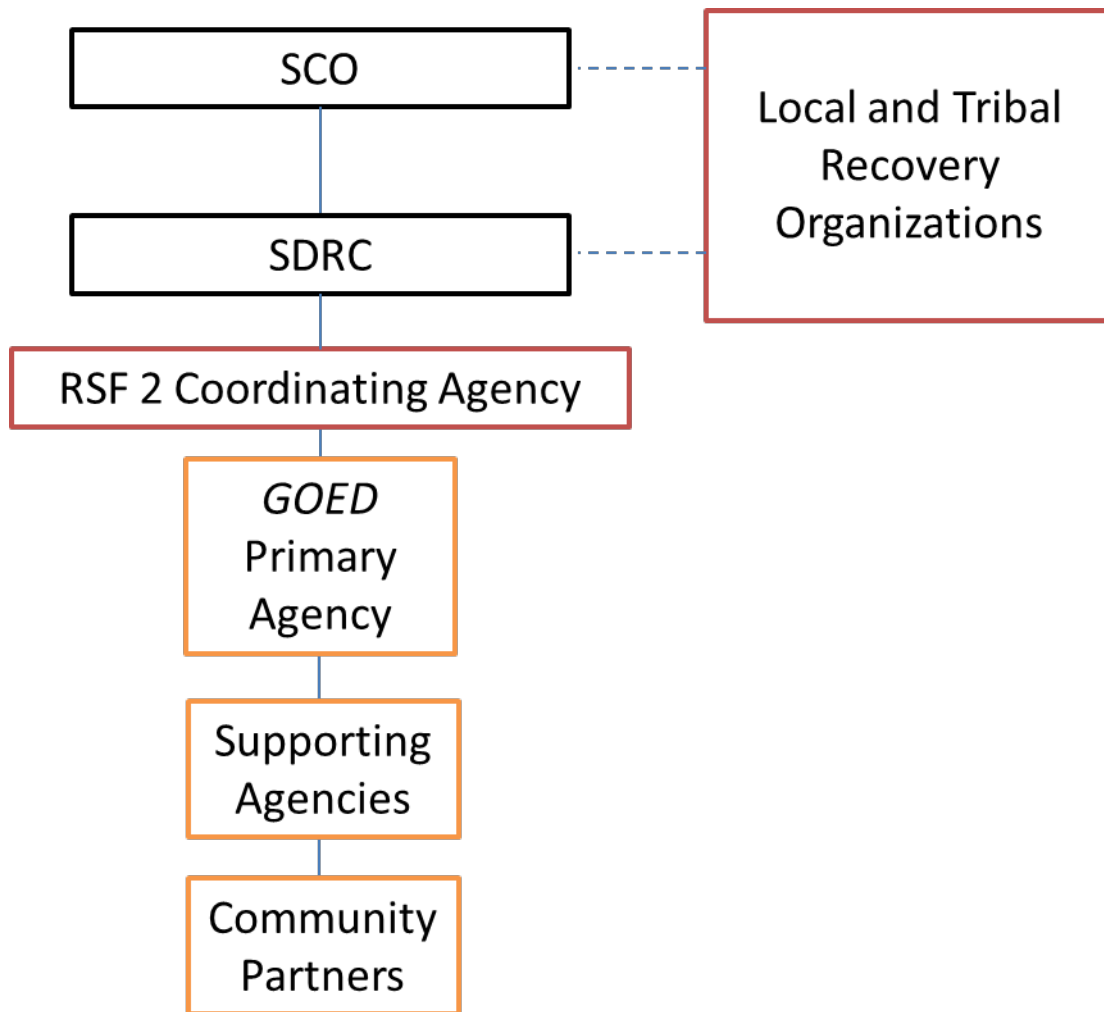 SCO
Local and Tribal
Recovery
Organizations
SDRC
RSF 2 Coordinating Agency
GOED
Primary
Agency
Supporting
Agencies
Community
Partners